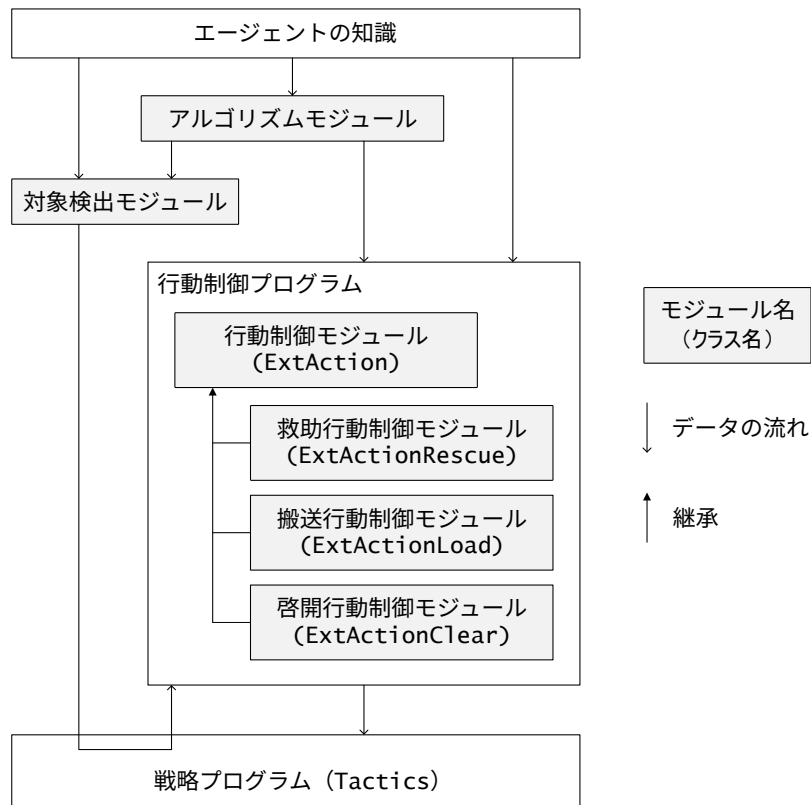 エージェントの知識
アルゴリズムモジュール
対象検出モジュール
行動制御プログラム
行動制御モジュール
(ExtAction)
救助行動制御モジュール
(ExtActionRescue)
搬送行動制御モジュール
(ExtActionLoad)
啓開行動制御モジュール
(ExtActionClear)
戦略プログラム（Tactics）
モジュール名
（クラス名）
データの流れ
継承